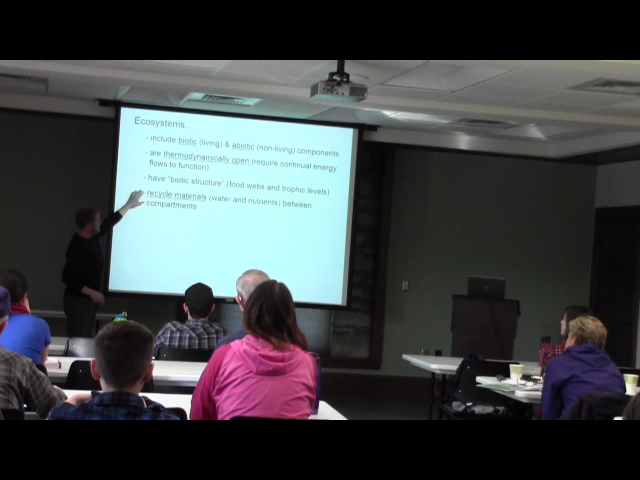 Ecosystems...
- include biotic (living) & abiotic (non-living) components
- are thermodynamically open (require continual energy
flows to function)
- have "biotic structure" (food webs and trophic levels)
- recycle materials (water and nutrients) between
compartments